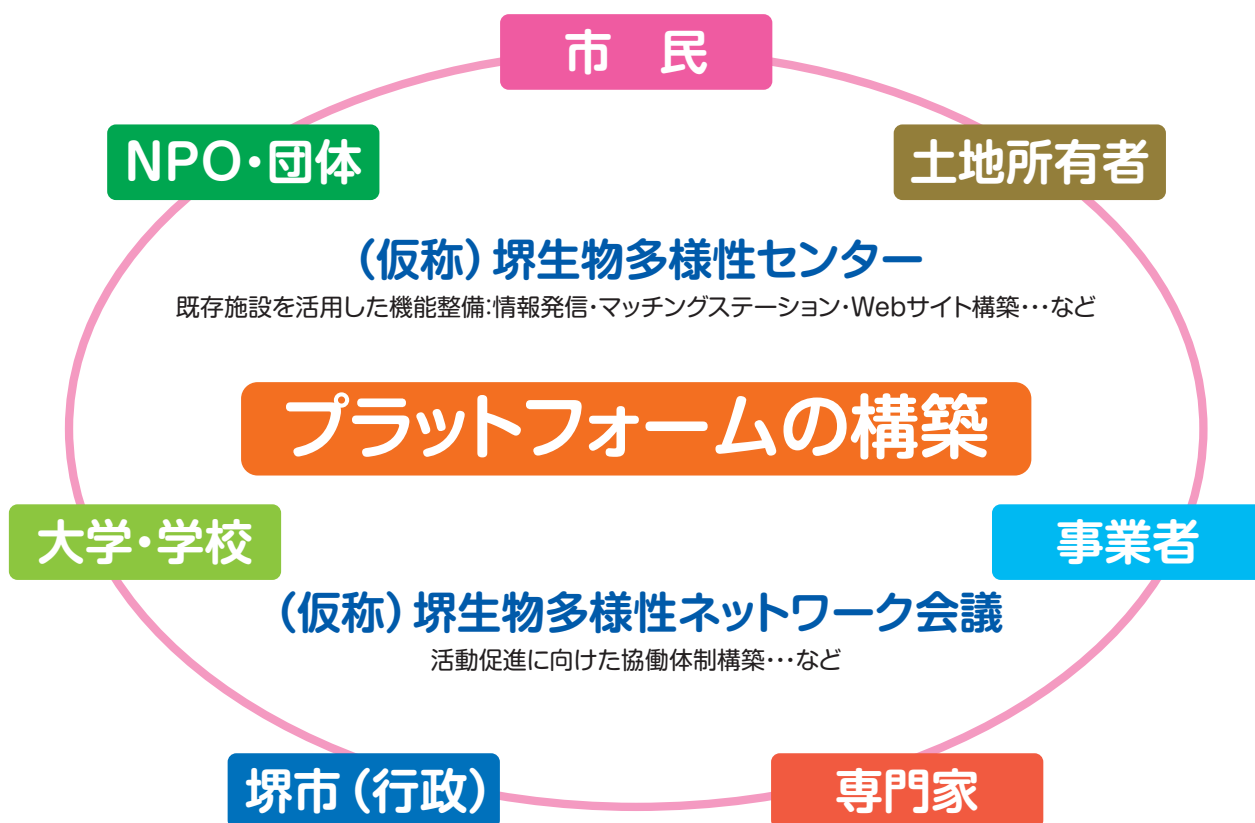 市　民
NPO・団体
土地所有者
（仮称）堺生物多様性センター
既存施設を活用した機能整備：情報発信・マッチングステーション・Webサイト構築・・・など
プラットフォームの構築
大学・学校
事業者
（仮称）堺生物多様性ネットワーク会議
活動促進に向けた協働体制構築・・・など
堺市（行政）
専門家